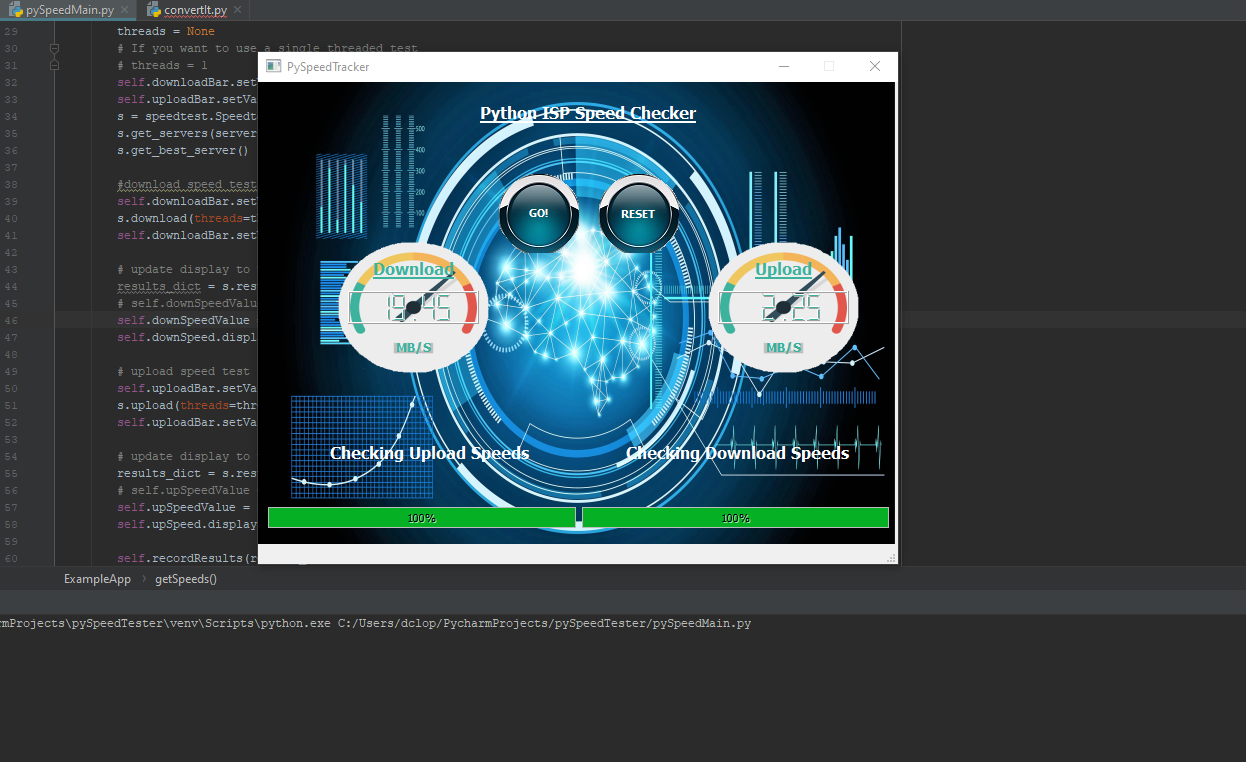 pySpeedMain.py
convertIt.py
29 threads = None
30 # If you want to use a single threaded test
31 # threads = 1
32 self.downloadBar.set
33 self.uploadBar.setVa
34 s = speedtest.Speedt
35 s.get_servers(server
36 s.get_best_server()
37
38 #download speed test
39 self.downloadBar.set
40 s.download(threads=t
41 self.downloadBar.set
42
43 # update display to
44 results_dict = s.res
45 # self.downSpeedValue
46 self.downSpeedValue
47 self.downSpeed.displ
48
49 # upload speed test
50 self.uploadBar.setVa
51 s.upload(threads=thr
52 self.uploadBar.setVa
53
54 # update display to
55 results_dict = s.res
56 # self.upSpeedValue
57 self.upSpeedValue =
58 self.upSpeed.display
59
60 self.recordResults(r
PySpeedTracker
Python ISP Speed Checker
500
400
300
200
100
GO!
RESET
Download
MB/S
Upload
2.25
MB/S
Checking Upload Speeds
Checking Download Speeds
100%
100%
ExampleApp › getSpeeds()
rmProjects\pySpeedTester\venv\Scripts\python.exe C:/Users/dclop/PycharmProjects/pySpeedTester/pySpeedMain.py